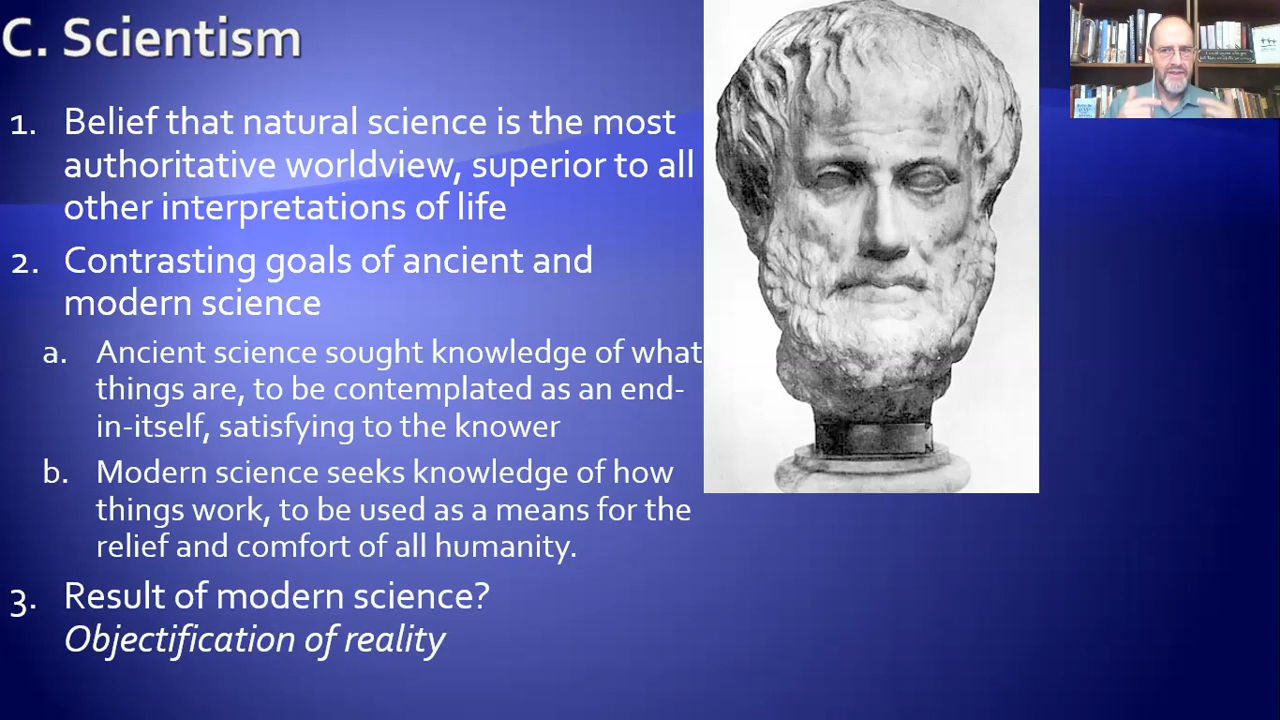 C. Scientism
1. Belief that natural science is the most
authoritative worldview, superior to all
other interpretations of life
2. Contrasting goals of ancient and
modern science
a. Ancient science sought knowledge of what
things are, to be contemplated as an end-
in-itself, satisfying to the knower
b. Modern science seeks knowledge of how
things work, to be used as a means for the
relief and comfort of all humanity.
3. Result of modern science?
Objectification of reality